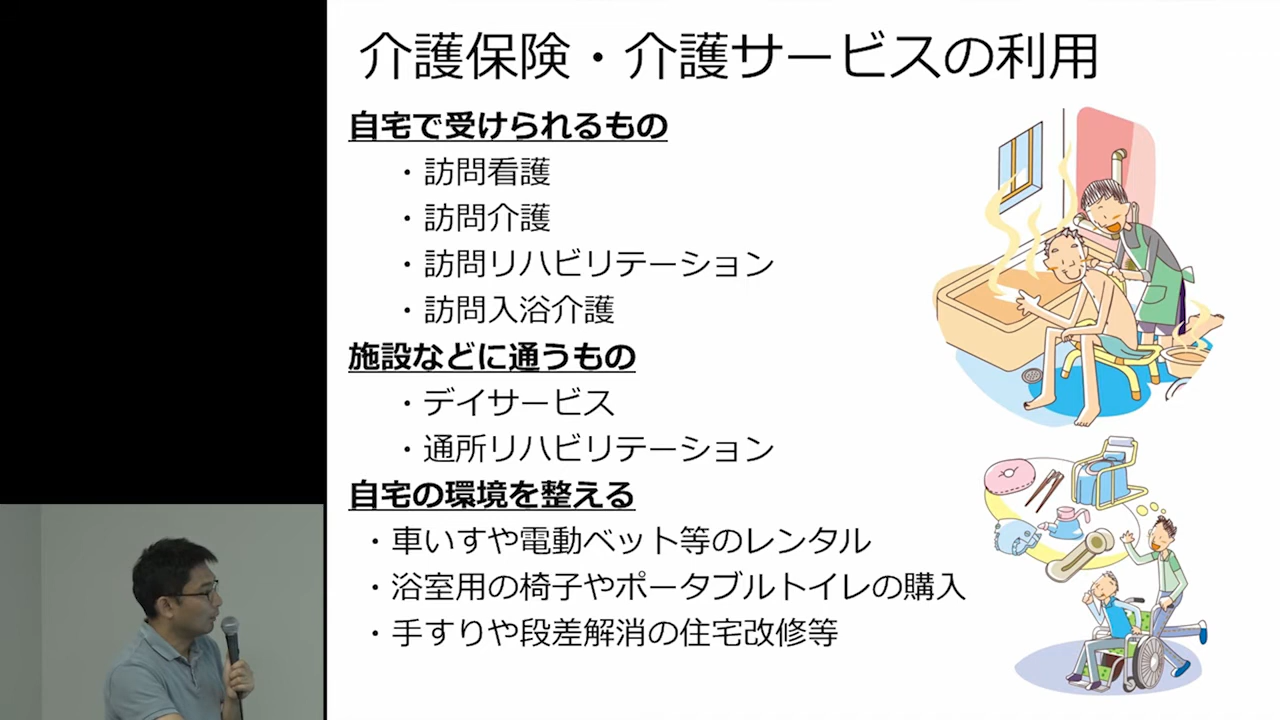 介護保険・介護サービスの利用
自宅で受けられるもの
・訪問看護
・訪問介護
・訪問リハビリテーション
・訪問入浴介護
施設などに通うもの
・デイサービス
・通所リハビリテーション
自宅の環境を整える
・車いすや電動ベット等のレンタル
・浴室用の椅子やポータブルトイレの購入
・手すりや段差解消の住宅改修等